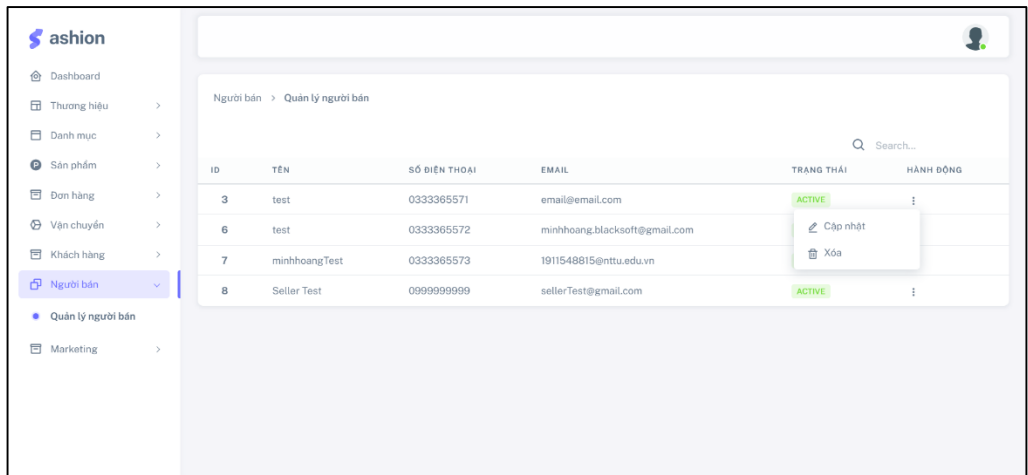 ashion
Dashboard
Thương hiệu
Danh mục
Sản phẩm
Đơn hàng
Vận chuyển
Khách hàng
Người bán
Quản lý người bán
Marketing
Người bán > Quản lý người bán
Search...
ID TÊN SỐ ĐIỆN THOẠI EMAIL TRẠNG THÁI HÀNH ĐỘNG
3 test 0333365571 email@email.com ACTIVE
6 test 0333365572 minhhoang.blacksoft@gmail.com
7 minhhoangTest 0333365573 1911548815@nttu.edu.vn
8 Seller Test 0999999999 sellerTest@gmail.com ACTIVE
Cập nhật
Xóa